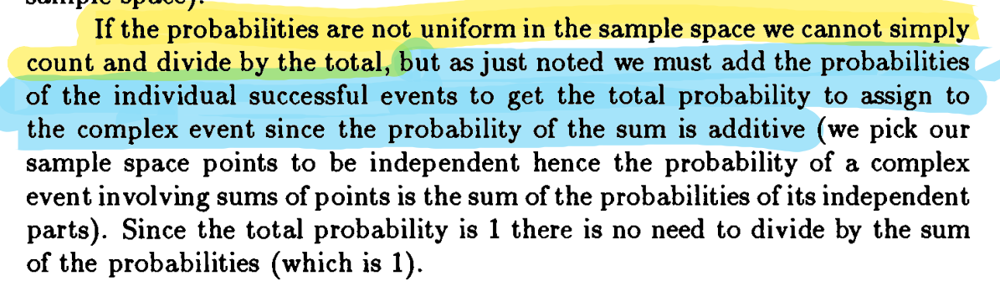 sample space).
If the probabilities are not uniform in the sample space we cannot simply
count and divide by the total, but as just noted we must add the probabilities
of the individual successful events to get the total probability to assign to
the complex event since the probability of the sum is additive (we pick our
sample space points to be independent hence the probability of a complex
event involving sums of points is the sum of the probabilities of its independent
parts). Since the total probability is 1 there is no need to divide by the sum
of the probabilities (which is 1).